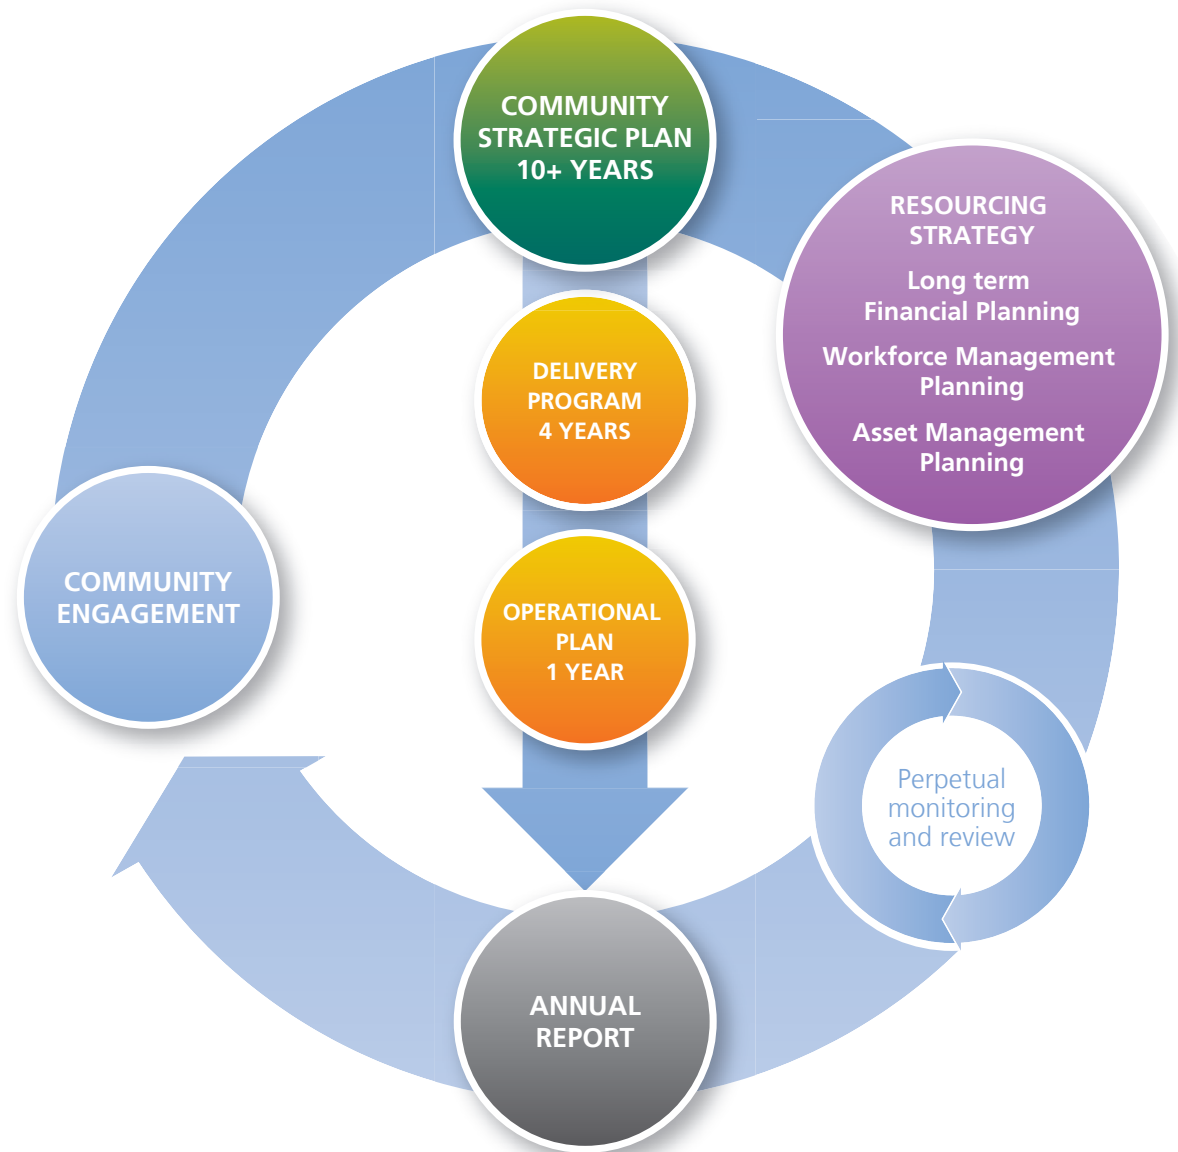 COMMUNITY
STRATEGIC PLAN
10+ YEARS
RESOURCING
STRATEGY
Long term
Financial Planning
Workforce Management
Planning
Asset Management
Planning
DELIVERY
PROGRAM
4 YEARS
COMMUNITY
ENGAGEMENT
OPERATIONAL
PLAN
1 YEAR
Perpetual
monitoring
and review
ANNUAL
REPORT